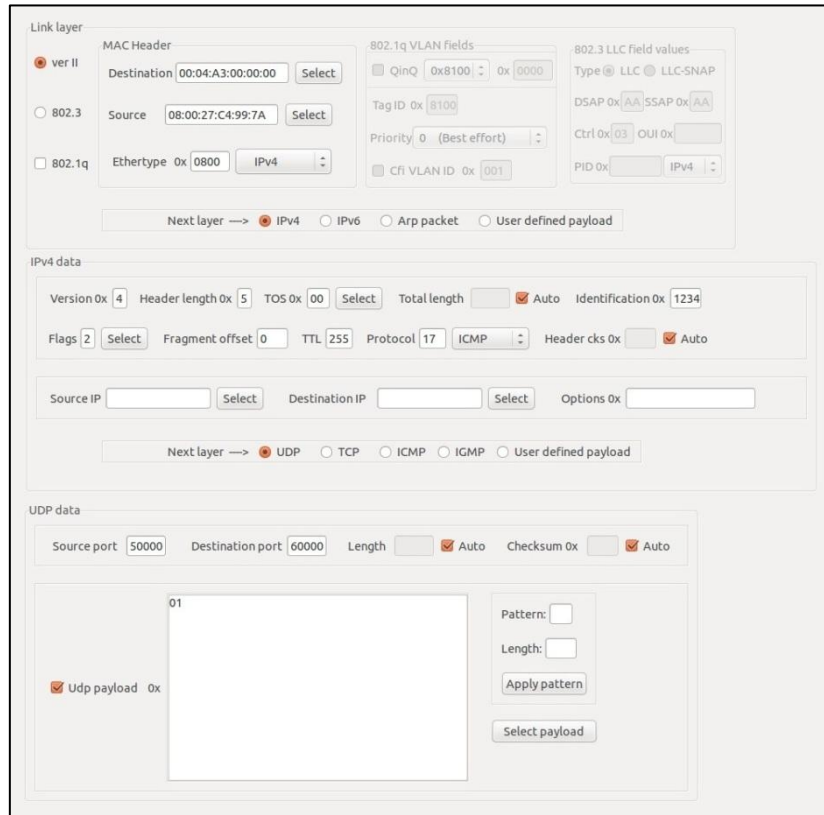 Link layer
MAC Header
802.1q VLAN fields
802.3 LLC field values
ver II
Destination 00:04:A3:00:00:00 Select
QinQ 0x8100 0x 0000
Type LLC LLC-SNAP
802.3
Source 08:00:27:C4:99:7A Select
Tag ID 0x 8100
DSAP 0x AA SSAP 0x AA
Priority 0 (Best effort)
Ctrl 0x 03 OUI 0x
802.1q
Ethertype 0x 0800 IPv4
Cfi VLAN ID 0x 001
PID 0x IPv4
Next layer ---> IPv4 IPv6 Arp packet User defined payload
IPv4 data
Version 0x 4 Header length 0x 5 TOS 0x 00 Select Total length Auto Identification 0x 1234
Flags 2 Select Fragment offset 0 TTL 255 Protocol 17 ICMP Header cks 0x Auto
Source IP Select Destination IP Select Options 0x
Next layer ---> UDP TCP ICMP IGMP User defined payload
UDP data
Source port 50000 Destination port 60000 Length Auto Checksum 0x Auto
01
Pattern:
Length:
Udp payload 0x
Apply pattern
Select payload